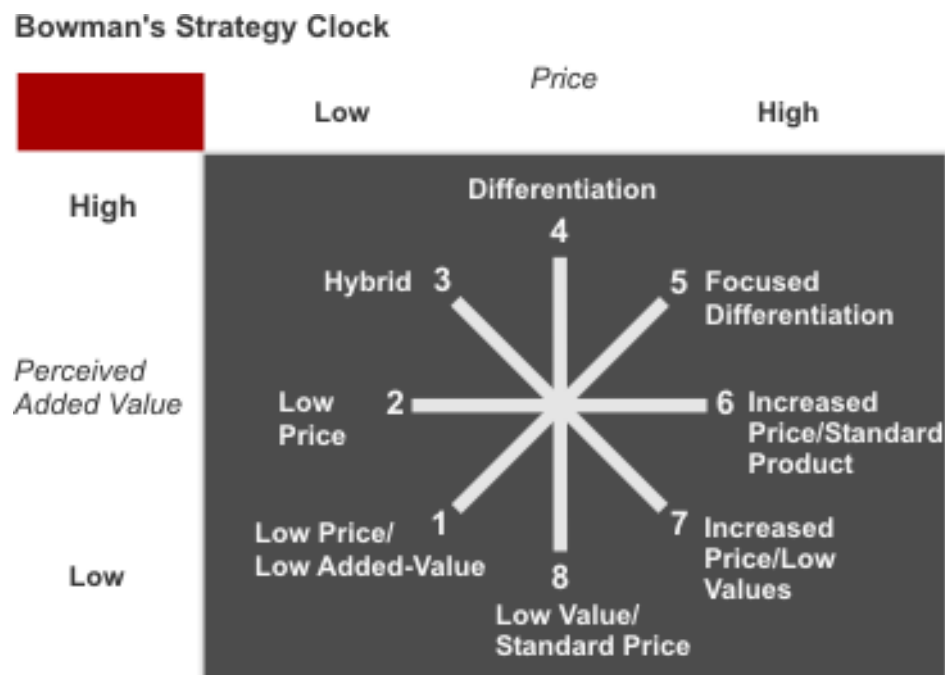 Bowman's Strategy Clock
Price
Low
High
High
Differentiation
4
Hybrid 3
5 Focused
Differentiation
Perceived
Added Value
Low
Price
2
6 Increased
Price/Standard
Product
1
Low Price/
Low Added-Value
7 Increased
Price/Low
Values
Low
8
Low Value/
Standard Price